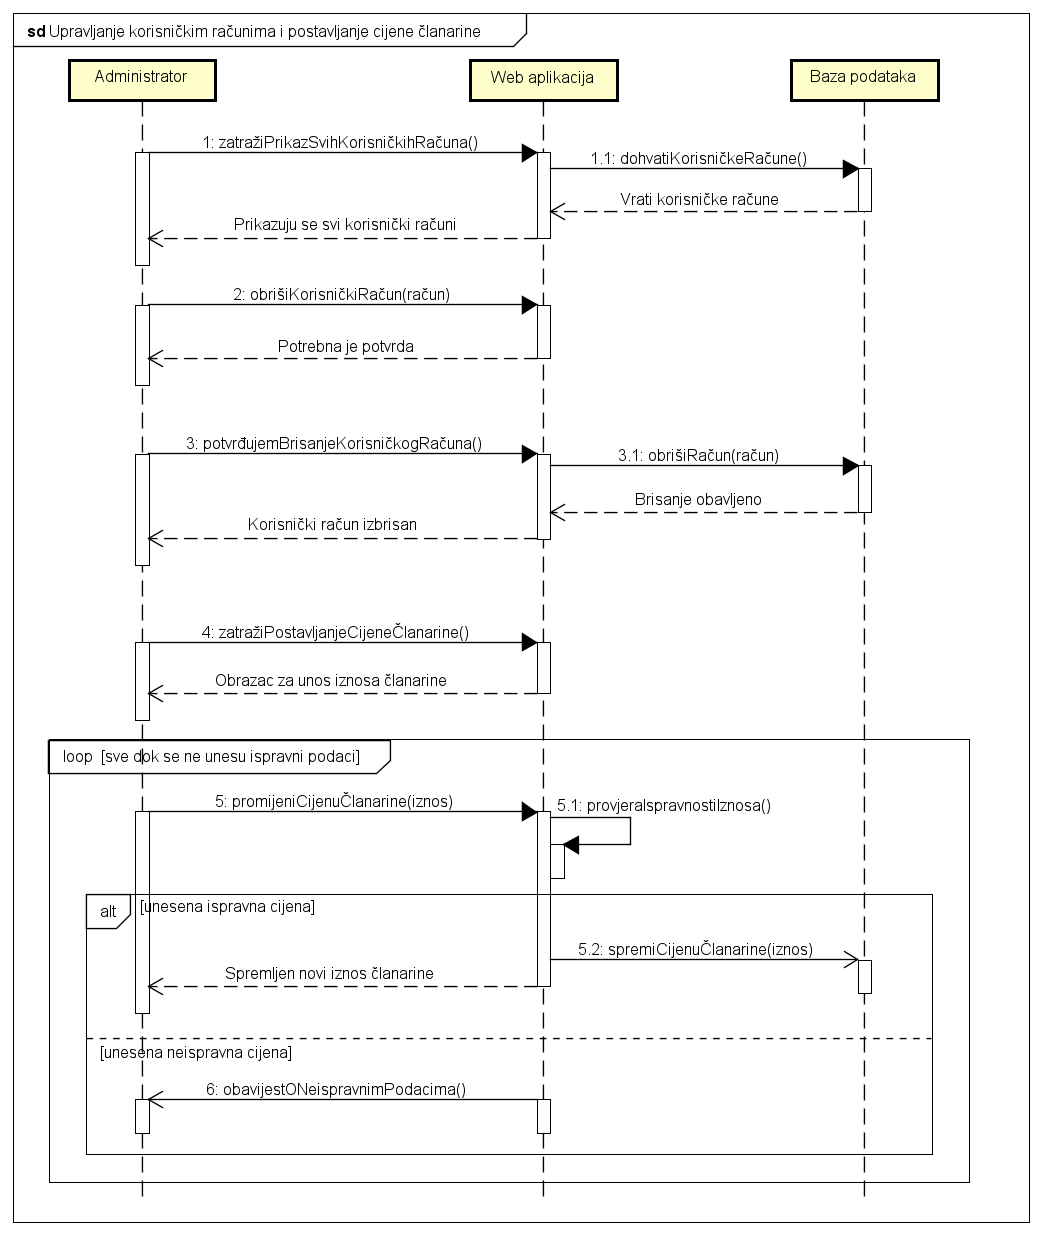 sd Upravljanje korisničkim računima i postavljanje cijene članarine
Administrator
Web aplikacija
Baza podataka
1: zatražiPrikazSvihKorisničkihRačuna()
1.1: dohvatiKorisničkeRačune()
Vrati korisničke račune
Prikazuju se svi korisnički računi
2: obrišiKorisničkiRačun(račun)
Potrebna je potvrda
3: potvrđujemBrisanjeKorisničkogRačuna()
3.1: obrišiRačun(račun)
Brisanje obavljeno
Korisnički račun izbrisan
4: zatražiPostavljanjeCijeneČlanarine()
Obrazac za unos iznosa članarine
loop [sve dok se ne unesu ispravni podaci]
5: promijeniCijenuČlanarine(iznos)
5.1: provjeraIspravnostiIznosa()
alt [unesena ispravna cijena]
5.2: spremiCijenuČlanarine(iznos)
Spremljen novi iznos članarine
[unesena neispravna cijena]
6: obavijestONeispravnimPodacima()